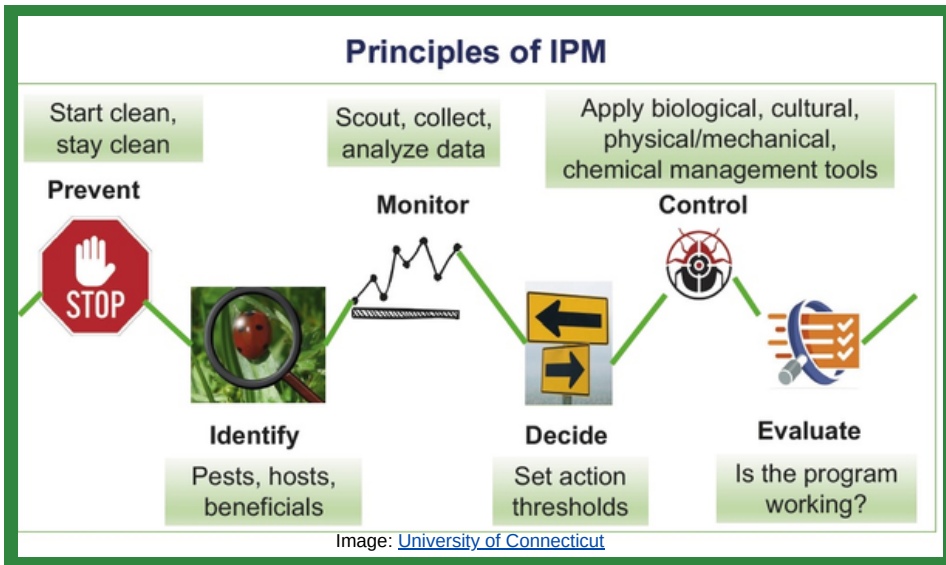 Principles of IPM
Start clean,
stay clean
Prevent
STOP
Identify
Pests, hosts,
beneficials
Scout, collect,
analyze data
Monitor
Decide
Set action
thresholds
Apply biological, cultural,
physical/mechanical,
chemical management tools
Control
Evaluate
Is the program
working?
Image: University of Connecticut